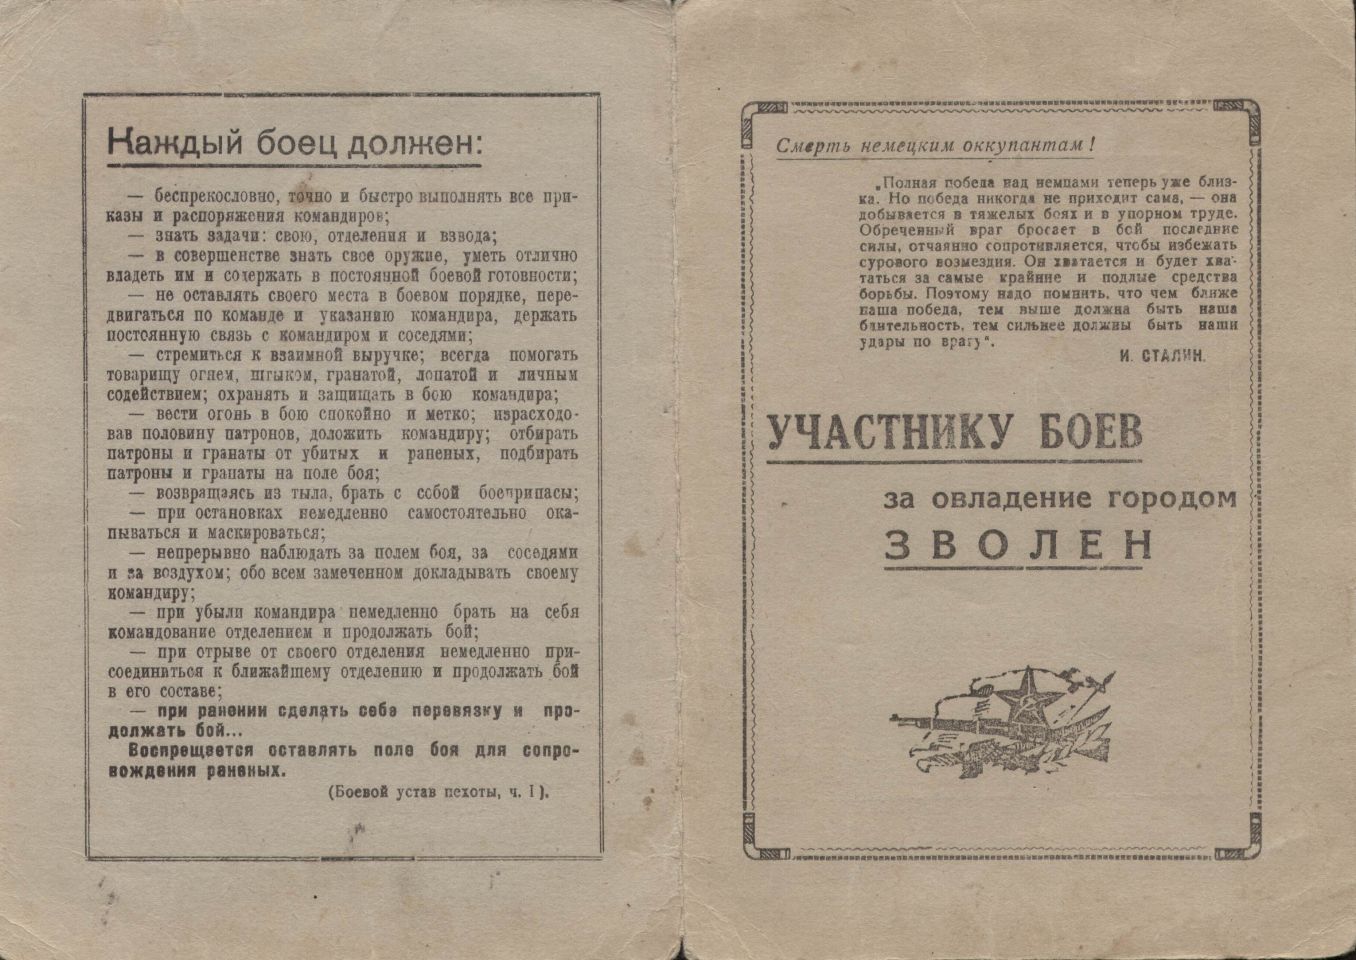 Каждый боец должен:
— беспрекословно, точно и быстро выполнять все при-
казы и распоряжения командиров;
— знать задачи: свою, отделения и взвода;
— в совершенстве знать свое оружие, уметь отлично
владеть им и содержать в постоянной боевой готовности;
— не оставлять своего места в боевом порядке, пере-
двигаться по команде и указанию командира, держать
постоянную связь с командиром и соседями;
— стремиться к взаимной выручке; всегда помогать
товарищу огнем, штыком, гранатой, лопатой и личным
содействием; охранять и защищать в бою командира;
— вести огонь в бою спокойно и метко; израсходо-
вав половину патронов, доложить командиру; отбирать
патроны и гранаты от убитых и раненых, подбирать
патроны и гранаты на поле боя;
— возвращаясь из тыла, брать с собой боеприпасы;
— при остановках немедленно самостоятельно ока-
пываться и маскироваться;
— непрерывно наблюдать за полем боя, за соседями
и за воздухом; обо всем замеченном докладывать своему
командиру;
— при убыли командира немедленно брать на себя
командование отделением и продолжать бой;
— при отрыве от своего отделения немедленно при-
соединиться к ближайшему отделению и продолжать бой
в его составе;
— при ранении сделать себе перевязку и про-
должать бой...
Воспрещается оставлять поле боя для сопро-
вождения раненых.
(Боевой устав пехоты, ч. I).
Смерть немецким оккупантам!
„Полная победа над немцами теперь уже близ-
ка. Но победа никогда не приходит сама, — она
добывается в тяжелых боях и в упорном труде.
Обреченный враг бросает в бой последние
силы, отчаянно сопротивляется, чтобы избежать
сурового возмездия. Он хватается и будет хва-
таться за самые крайние и подлые средства
борьбы. Поэтому надо помнить, что чем ближе
наша победа, тем выше должна быть наша
бдительность, тем сильнее должны быть наши
удары по врагу“.
И. СТАЛИН.
УЧАСТНИКУ БОЕВ
за овладение городом
ЗВОЛЕН